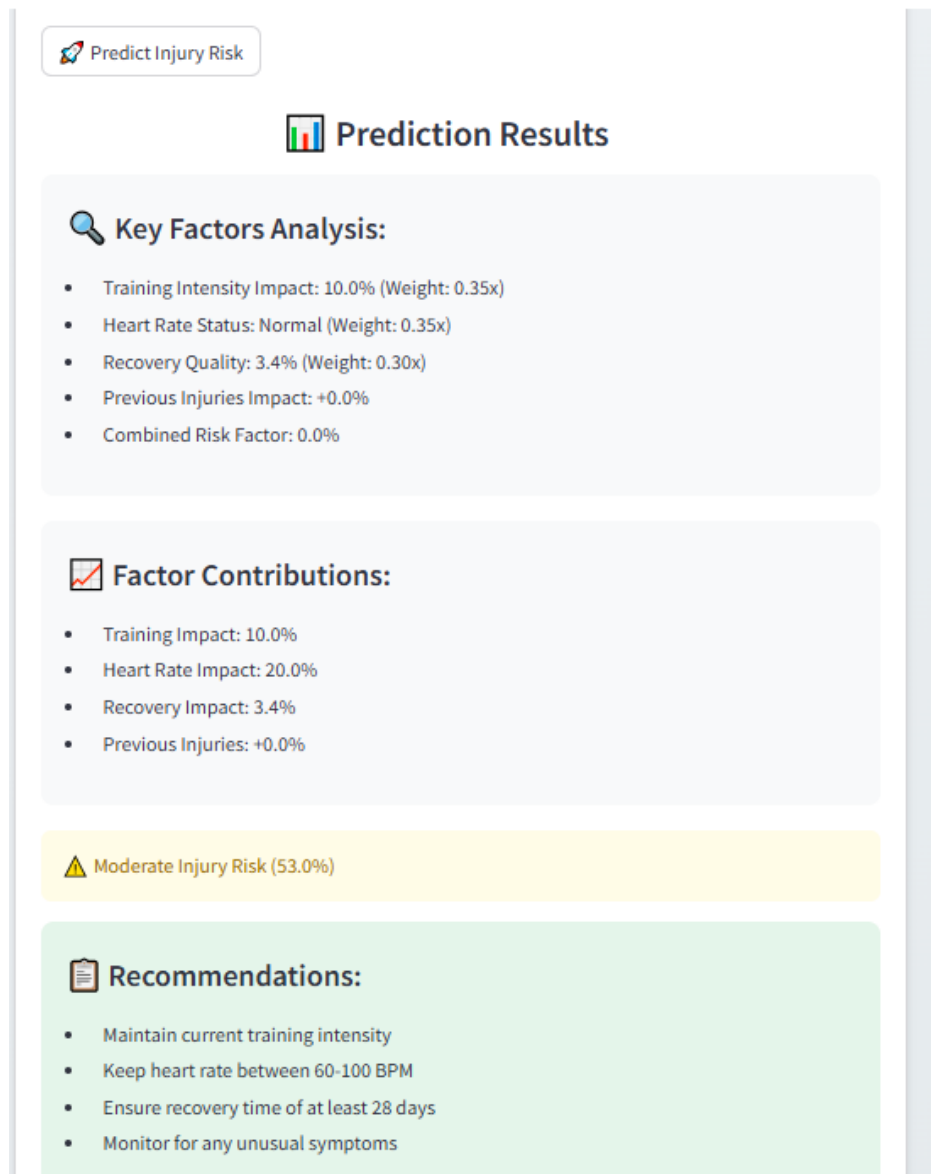 🚀 Predict Injury Risk
📊 Prediction Results
🔍 Key Factors Analysis:
• Training Intensity Impact: 10.0% (Weight: 0.35x)
• Heart Rate Status: Normal (Weight: 0.35x)
• Recovery Quality: 3.4% (Weight: 0.30x)
• Previous Injuries Impact: +0.0%
• Combined Risk Factor: 0.0%
📈 Factor Contributions:
• Training Impact: 10.0%
• Heart Rate Impact: 20.0%
• Recovery Impact: 3.4%
• Previous Injuries: +0.0%
⚠️ Moderate Injury Risk (53.0%)
📋 Recommendations:
• Maintain current training intensity
• Keep heart rate between 60-100 BPM
• Ensure recovery time of at least 28 days
• Monitor for any unusual symptoms